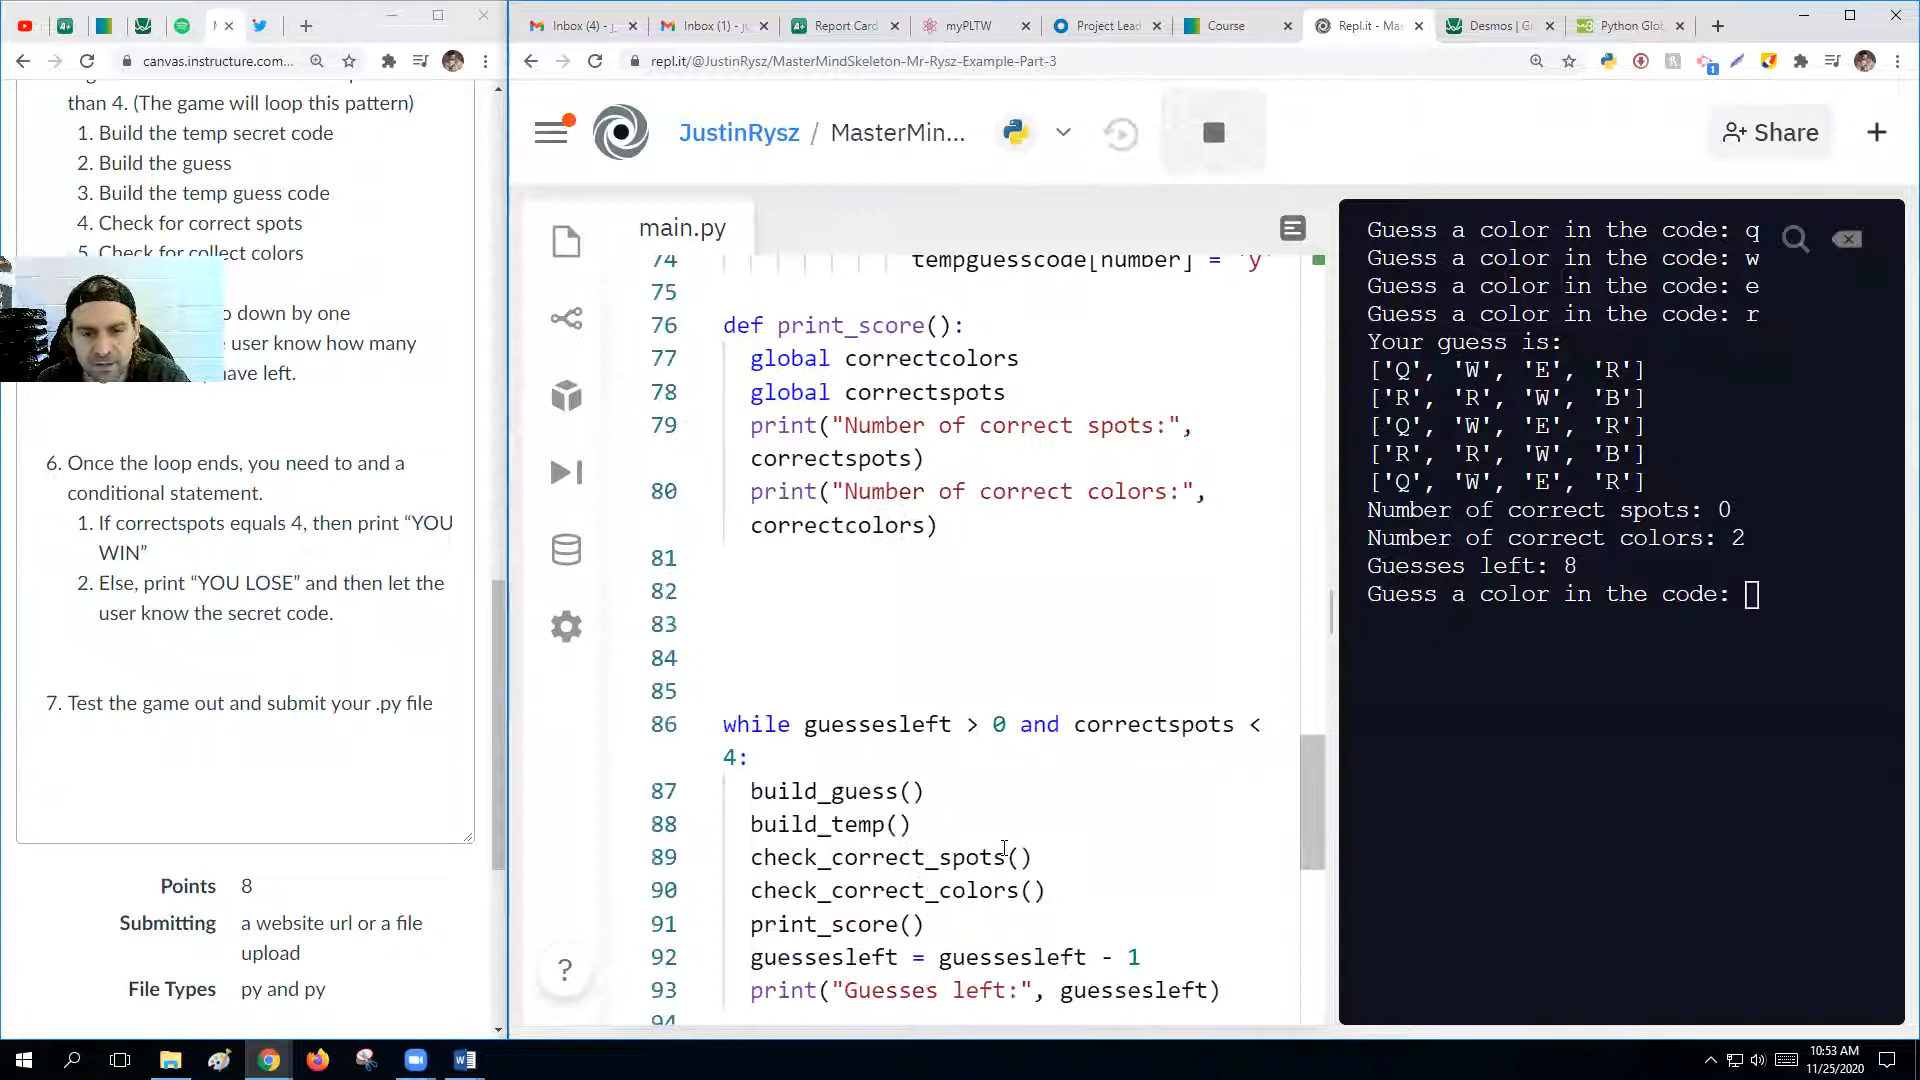 Inbox (4) - j
Inbox (1) - jı
Report Card
myPLTW
Project Lead
Course
Repl.it - Mas
Desmos | G
Python Glob
canvas.instructure.com...
repl.it/@JustinRysz/MasterMindSkeleton-Mr-Rysz-Example-Part-3
than 4. (The game will loop this pattern)
1. Build the temp secret code
2. Build the guess
3. Build the temp guess code
4. Check for correct spots
5. Check for collect colors
o down by one
user know how many
have left.
6. Once the loop ends, you need to and a
conditional statement.
1. If correctspots equals 4, then print “YOU
WIN”
2. Else, print “YOU LOSE” and then let the
user know the secret code.
7. Test the game out and submit your .py file
Points 8
Submitting a website url or a file
upload
File Types py and py
JustinRysz / MasterMin...
Share
main.py
74 tempguesscode[number] = 'y'
75
76 def print_score():
77 global correctcolors
78 global correctspots
79 print("Number of correct spots:",
correctspots)
80 print("Number of correct colors:",
correctcolors)
81
82
83
84
85
86 while guessesleft > 0 and correctspots <
4:
87 build_guess()
88 build_temp()
89 check_correct_spots()
90 check_correct_colors()
91 print_score()
92 guessesleft = guessesleft - 1
93 print("Guesses left:", guessesleft)
94
?
Guess a color in the code: q
Guess a color in the code: w
Guess a color in the code: e
Guess a color in the code: r
Your guess is:
['Q', 'W', 'E', 'R']
['R', 'R', 'W', 'B']
['Q', 'W', 'E', 'R']
['R', 'R', 'W', 'B']
['Q', 'W', 'E', 'R']
Number of correct spots: 0
Number of correct colors: 2
Guesses left: 8
Guess a color in the code:
10:53 AM
11/25/2020